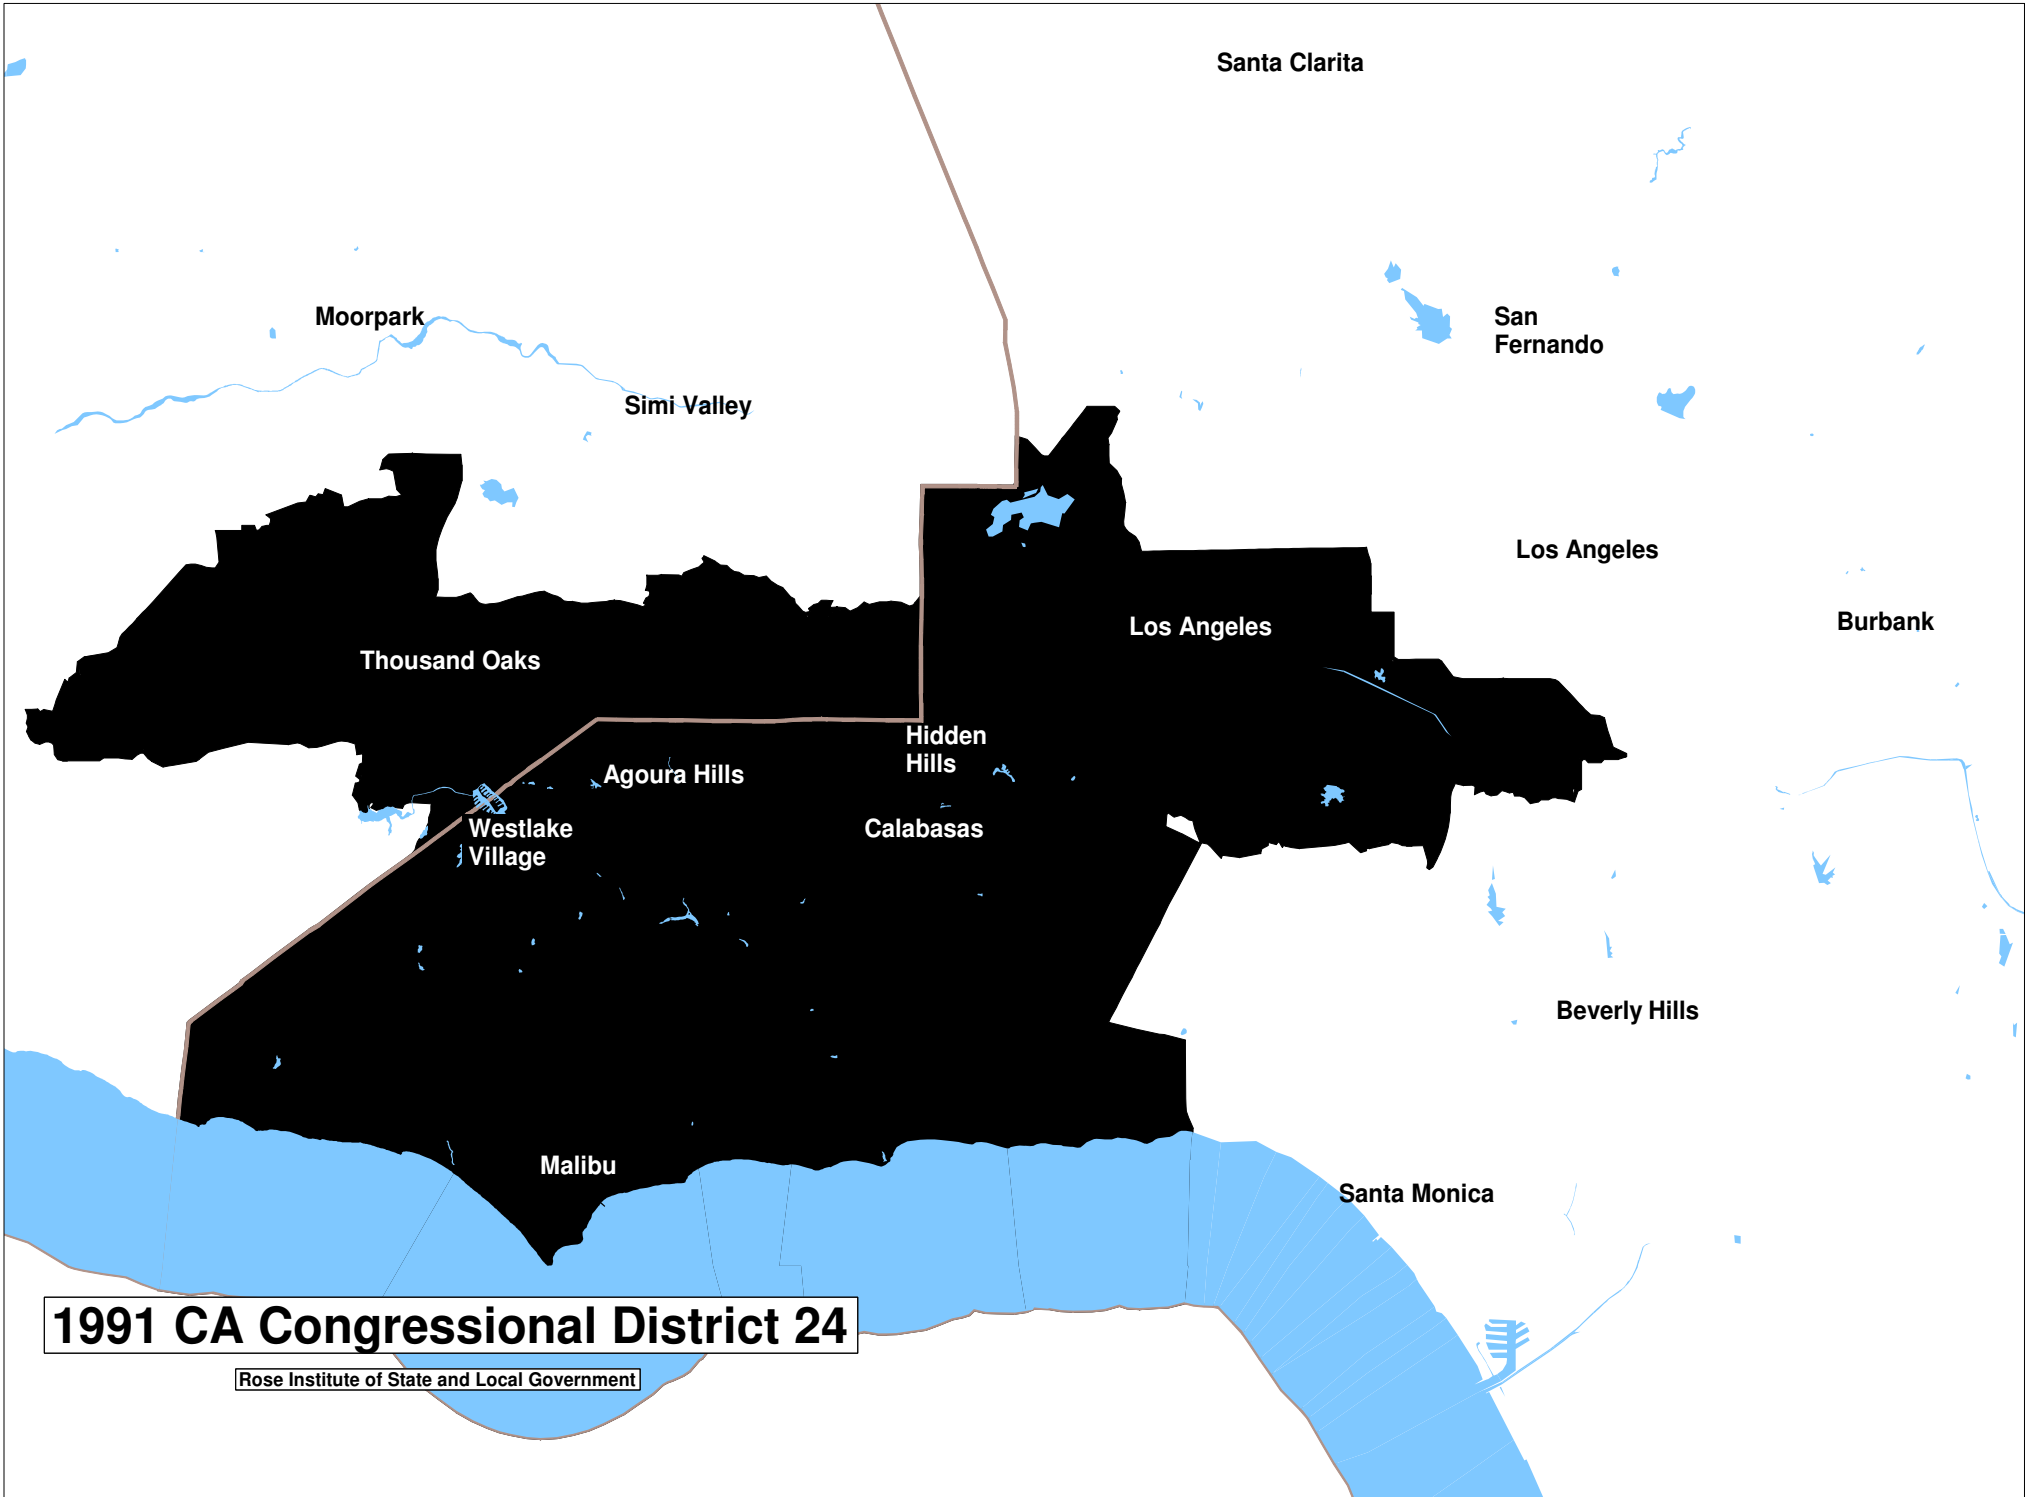 Santa Clarita
Moorpark
San
Fernando
Simi Valley
Los Angeles
Los Angeles
Burbank
Thousand Oaks
Hidden
Hills
Agoura Hills
Westlake
Village
Calabasas
Beverly Hills
Malibu
Santa Monica
1991 CA Congressional District 24
Rose Institute of State and Local Government